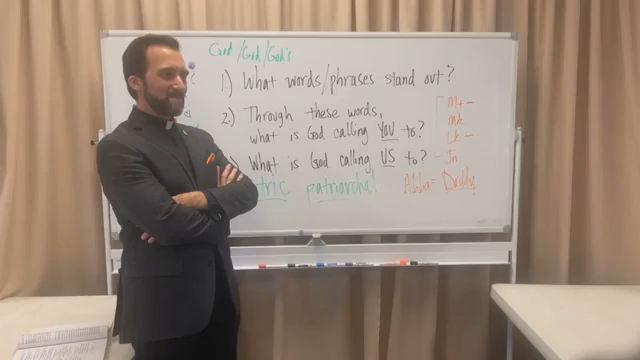 God/God/God's
1) What words/phrases stand out?
2) Through these words,
what is God calling YOU to?
) What is God calling US to?
tric patriarchal
Mt-
Mk
Lk-
Jn
Abba= Daddy